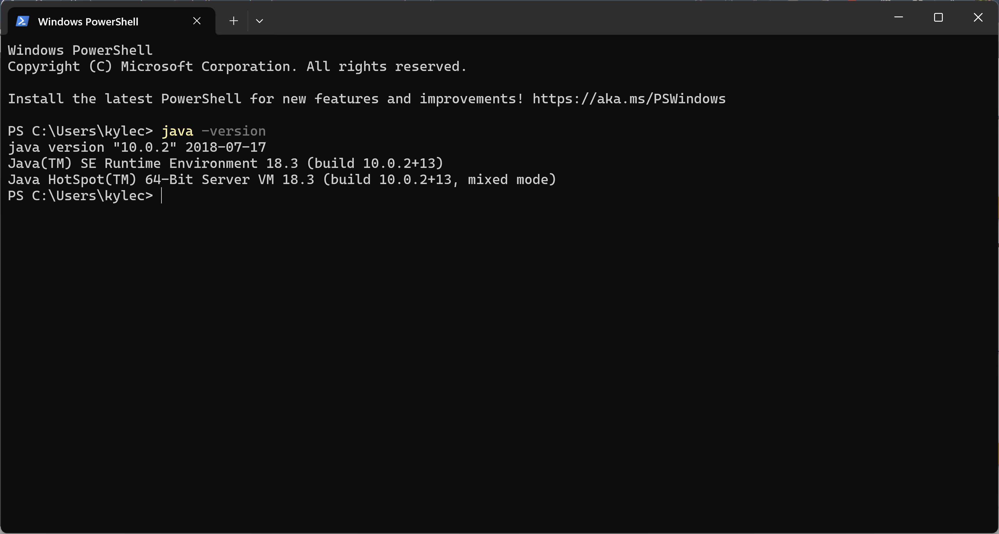 Windows PowerShell
Windows PowerShell
Copyright (C) Microsoft Corporation. All rights reserved.
Install the latest PowerShell for new features and improvements! https://aka.ms/PSWindows
PS C:\Users\kylec> java -version
java version "10.0.2" 2018-07-17
Java(TM) SE Runtime Environment 18.3 (build 10.0.2+13)
Java HotSpot(TM) 64-Bit Server VM 18.3 (build 10.0.2+13, mixed mode)
PS C:\Users\kylec>